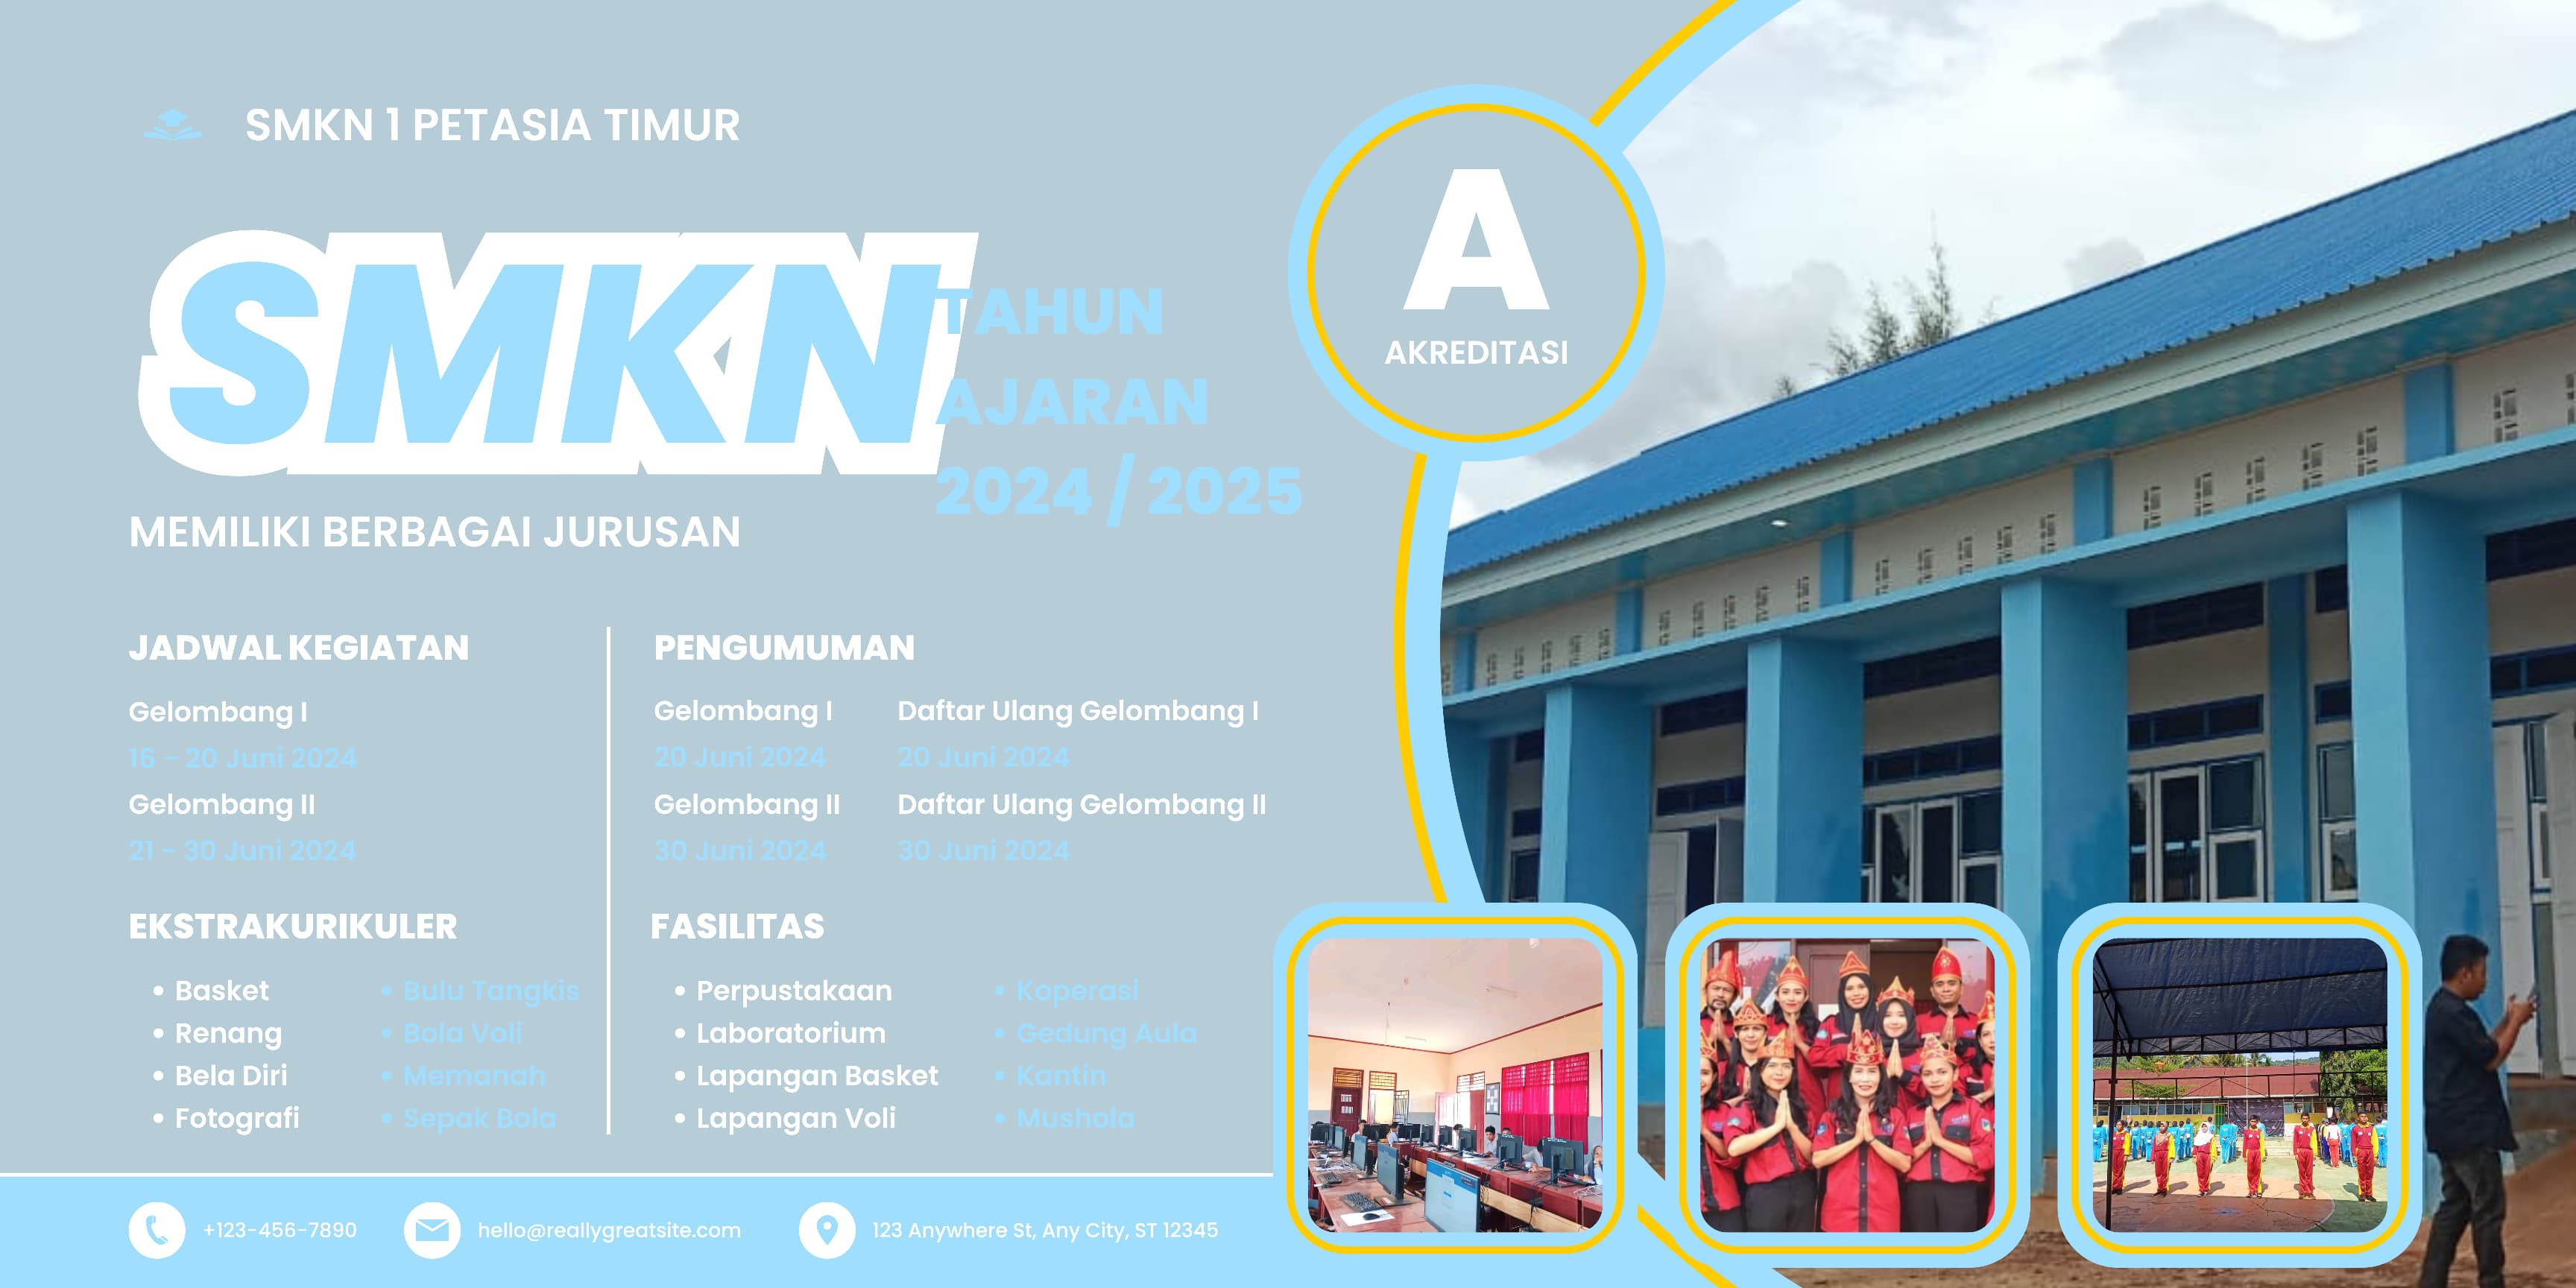 SMKN 1 PETASIA TIMUR
SMKN
TAHUN
AJARAN
2024 / 2025
MEMILIKI BERBAGAI JURUSAN
A
AKREDITASI
JADWAL KEGIATAN
Gelombang I
16 - 20 Juni 2024
Gelombang II
21 - 30 Juni 2024
PENGUMUMAN
Gelombang I
20 Juni 2024
Gelombang II
30 Juni 2024
Daftar Ulang Gelombang I
20 Juni 2024
Daftar Ulang Gelombang II
30 Juni 2024
EKSTRAKURIKULER
• Basket
• Renang
• Bela Diri
• Fotografi
• Bulu Tangkis
• Bola Voli
• Memanah
• Sepak Bola
FASILITAS
• Perpustakaan
• Laboratorium
• Lapangan Basket
• Lapangan Voli
• Koperasi
• Gedung Aula
• Kantin
• Mushola
+123-456-7890
hello@reallygreatsite.com
123 Anywhere St, Any City, ST 12345